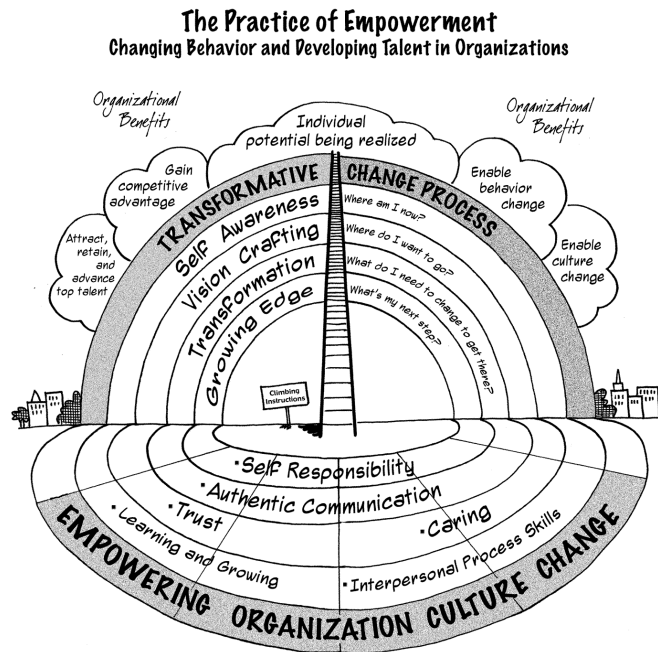 The Practice of Empowerment
Changing Behavior and Developing Talent in Organizations
Organizational
Benefits
Organizational
Benefits
Individual
potential being realized
Gain
competitive
advantage
Enable
behavior
change
Attract,
retain,
and
advance
top talent
Enable
culture
change
TRANSFORMATIVE CHANGE PROCESS
Self Awareness
Where am I now?
Vision Crafting
Where do I want to go?
Transformation
What do I need to change to get there?
Growing Edge
What's my next step?
Climbing
Instructions
•Self Responsibility
•Authentic Communication
•Trust
•Caring
•Learning and Growing
•Interpersonal Process Skills
EMPOWERING ORGANIZATION CULTURE CHANGE